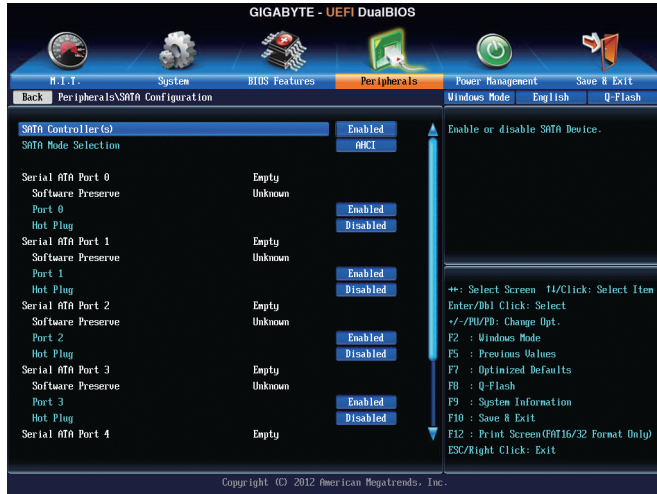 GIGABYTE - UEFI DualBIOS
M.I.T. System BIOS Features Peripherals Power Management Save & Exit
Back Peripherals\SATA Configuration Windows Mode English Q-Flash
SATA Controller(s) Enabled
SATA Mode Selection AHCI
Serial ATA Port 0 Empty
Software Preserve Unknown
Port 0 Enabled
Hot Plug Disabled
Serial ATA Port 1 Empty
Software Preserve Unknown
Port 1 Enabled
Hot Plug Disabled
Serial ATA Port 2 Empty
Software Preserve Unknown
Port 2 Enabled
Hot Plug Disabled
Serial ATA Port 3 Empty
Software Preserve Unknown
Port 3 Enabled
Hot Plug Disabled
Serial ATA Port 4 Empty
Enable or disable SATA Device.
↔: Select Screen ↑↓/Click: Select Item
Enter/Dbl Click: Select
+/-/PU/PD: Change Opt.
F2 : Windows Mode
F5 : Previous Values
F7 : Optimized Defaults
F8 : Q-Flash
F9 : System Information
F10 : Save & Exit
F12 : Print Screen(FAT16/32 Format Only)
ESC/Right Click: Exit
Copyright (C) 2012 American Megatrends, Inc.